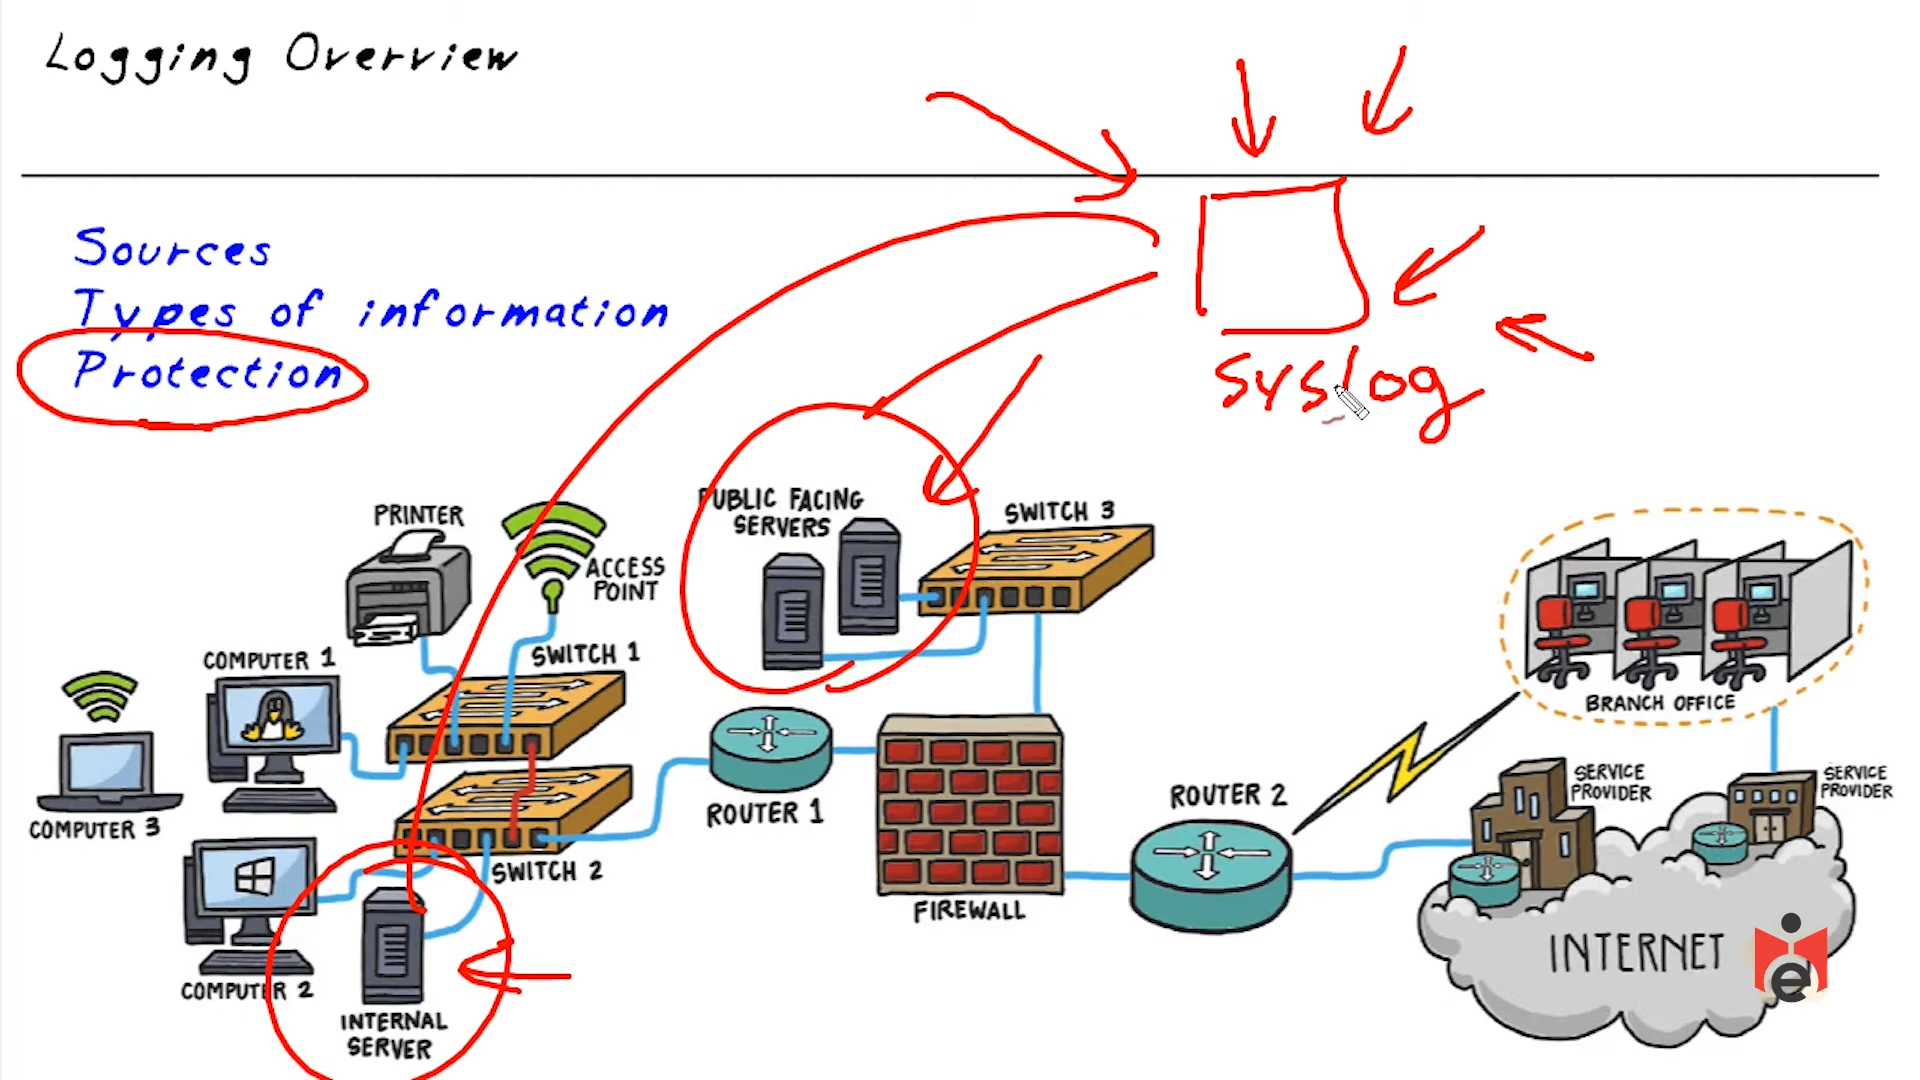 Logging Overview
Sources
Types of information
Protection
syslog
PUBLIC FACING
SERVERS
SWITCH 3
PRINTER
ACCESS
POINT
SWITCH 1
COMPUTER 1
COMPUTER 3
BRANCH OFFICE
SERVICE
PROVIDER
SERVICE
PROVIDER
ROUTER 1
ROUTER 2
SWITCH 2
FIREWALL
INTERNET
COMPUTER 2
INTERNAL
SERVER
e